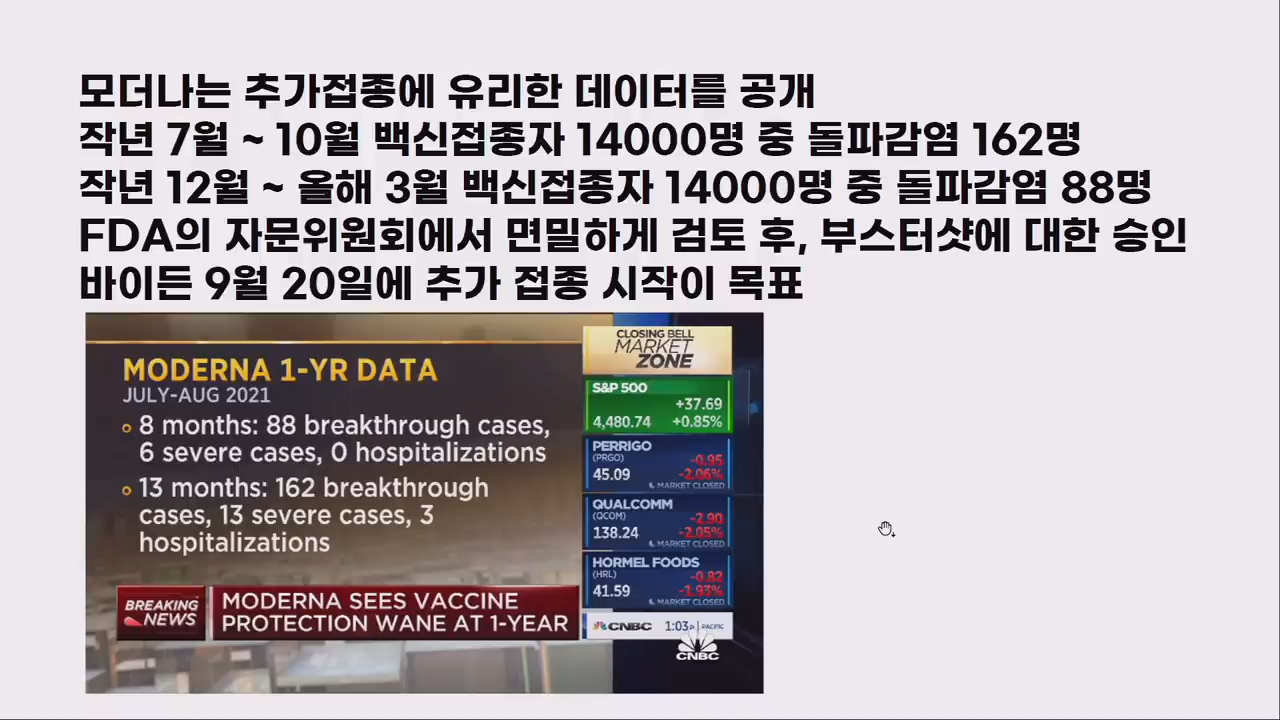 모더나는 추가접종에 유리한 데이터를 공개
작년 7월 ~ 10월 백신접종자 14000명 중 돌파감염 162명
작년 12월 ~ 올해 3월 백신접종자 14000명 중 돌파감염 88명
FDA의 자문위원회에서 면밀하게 검토 후, 부스터샷에 대한 승인
바이든 9월 20일에 추가 접종 시작이 목표
MODERNA 1-YR DATA
JULY-AUG 2021
8 months: 88 breakthrough cases,
6 severe cases, 0 hospitalizations
13 months: 162 breakthrough
cases, 13 severe cases, 3
hospitalizations
BREAKING
NEWS
MODERNA SEES VACCINE
PROTECTION WANE AT 1-YEAR
CLOSING BELL
MARKET
ZONE
S&P 500
+37.69
4,480.74 +0.85%
PERRIGO
(PRGO) -0.95
45.09 -2.06%
MARKET CLOSED
QUALCOMM
(QCOM) -2.90
138.24 -2.05%
MARKET CLOSED
HORMEL FOODS
(HRL) -0.82
41.59 -1.93%
MARKET CLOSED
CNBC 1:03P PACIFIC
CNBC